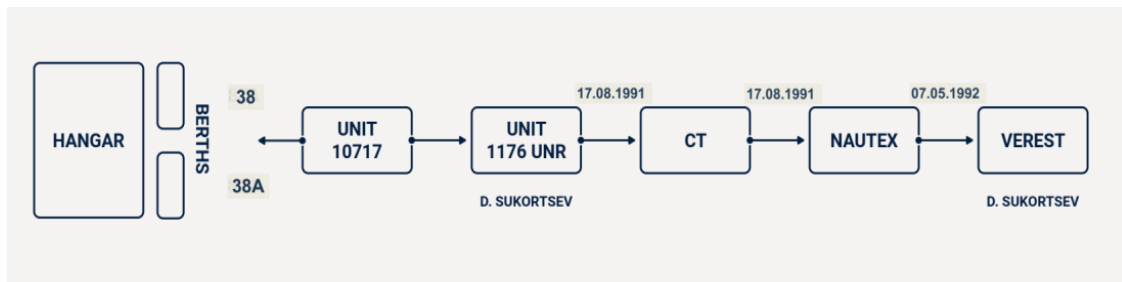 HANGAR
BERTHS
38
38A
UNIT
10717
UNIT
1176 UNR
D. SUKORTSEV
17.08.1991
CT
17.08.1991
NAUTEX
07.05.1992
VEREST
D. SUKORTSEV